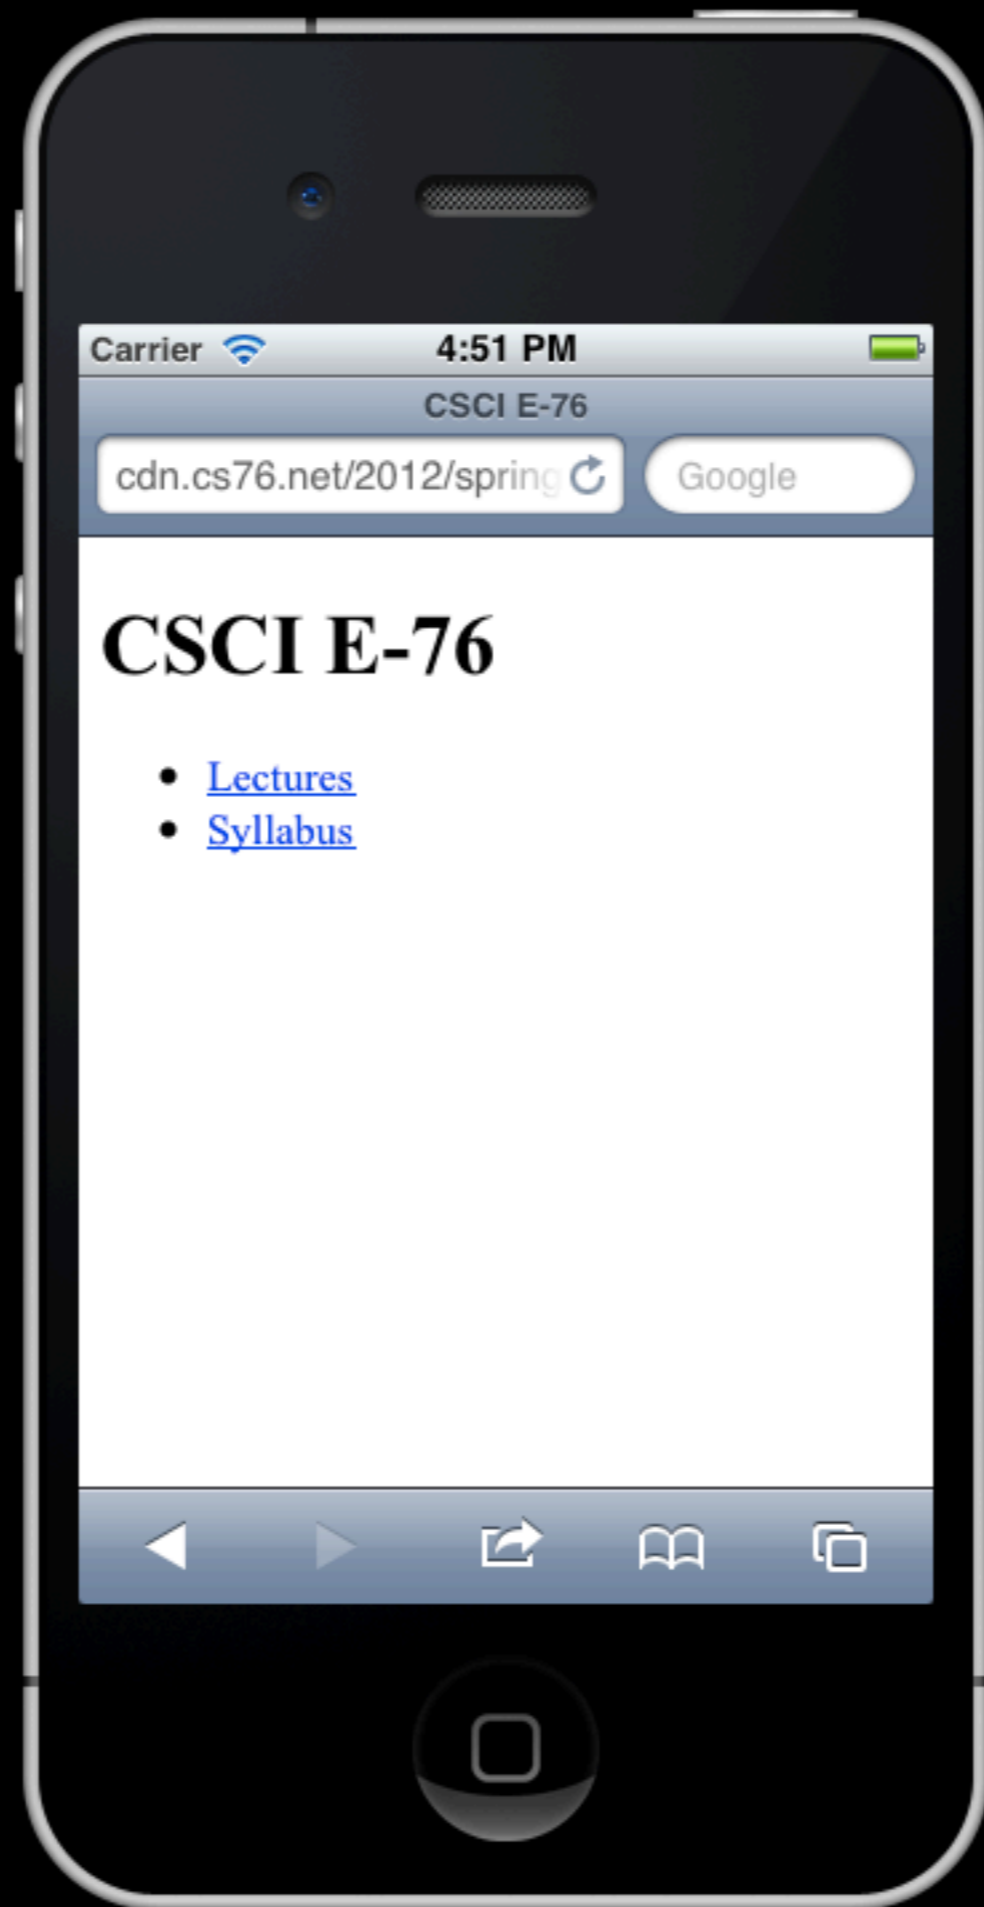 Carrier 4:51 PM
CSCI E-76
cdn.cs76.net/2012/spring Google
CSCI E-76
• Lectures
• Syllabus